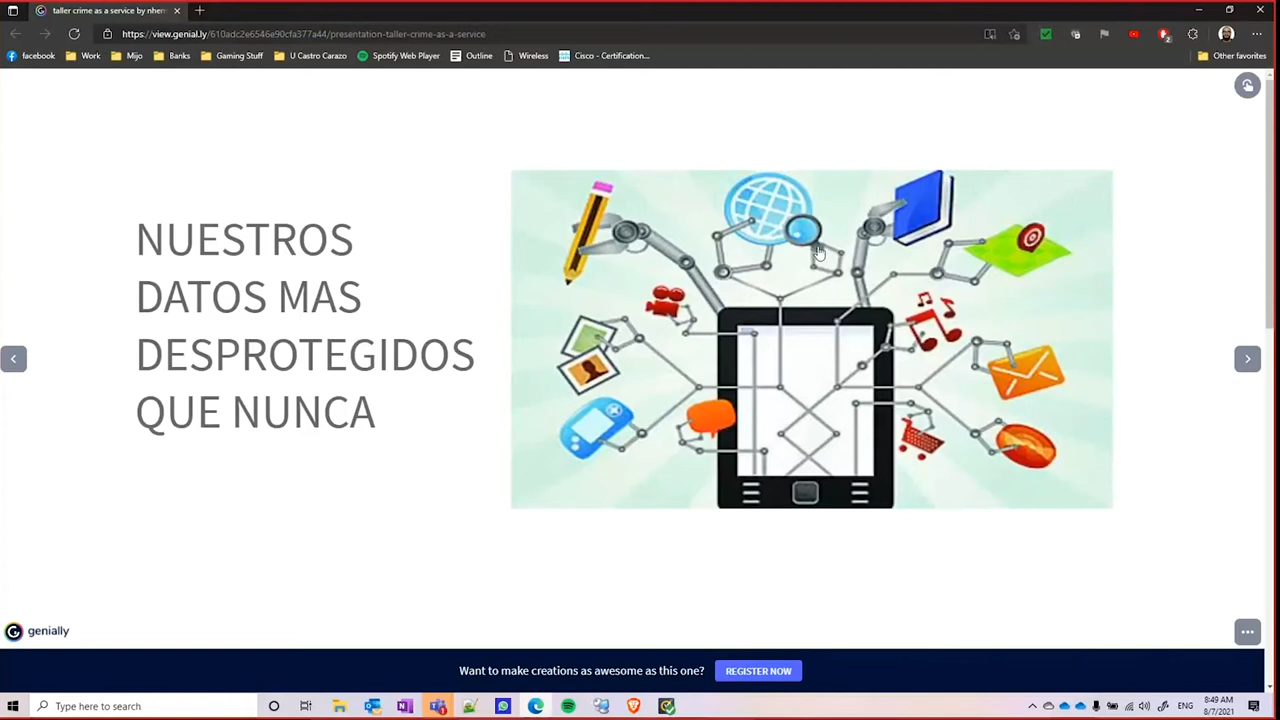 taller crime as a service by nhern
https://view.genial.ly/610adc2e6546e90cfa377a44/presentation-taller-crime-as-a-service
2
facebook Work Mijo Banks Gaming Stuff U Castro Carazo Spotify Web Player Outline Wireless Cisco - Certification... Other favorites
NUESTROS
DATOS MAS
DESPROTEGIDOS
QUE NUNCA
genially
Want to make creations as awesome as this one? REGISTER NOW
Type here to search
ENG
8:49 AM
8/7/2021